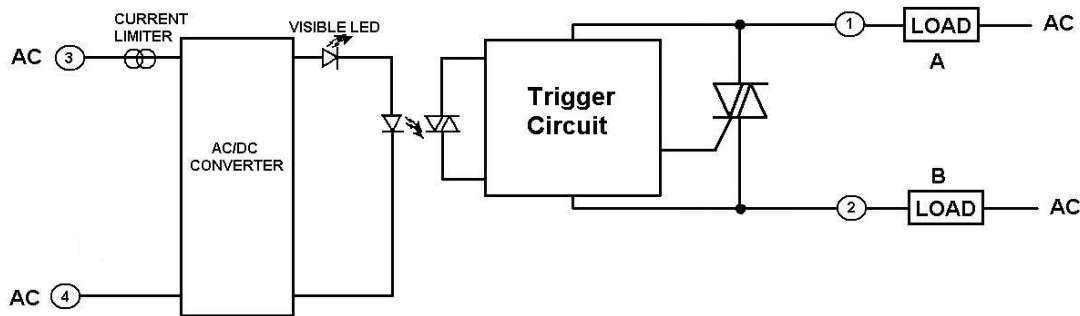 CURRENT
LIMITER
VISIBLE LED
AC
3
AC/DC
CONVERTER
Trigger
Circuit
1
LOAD
AC
A
B
2
LOAD
AC
AC
4